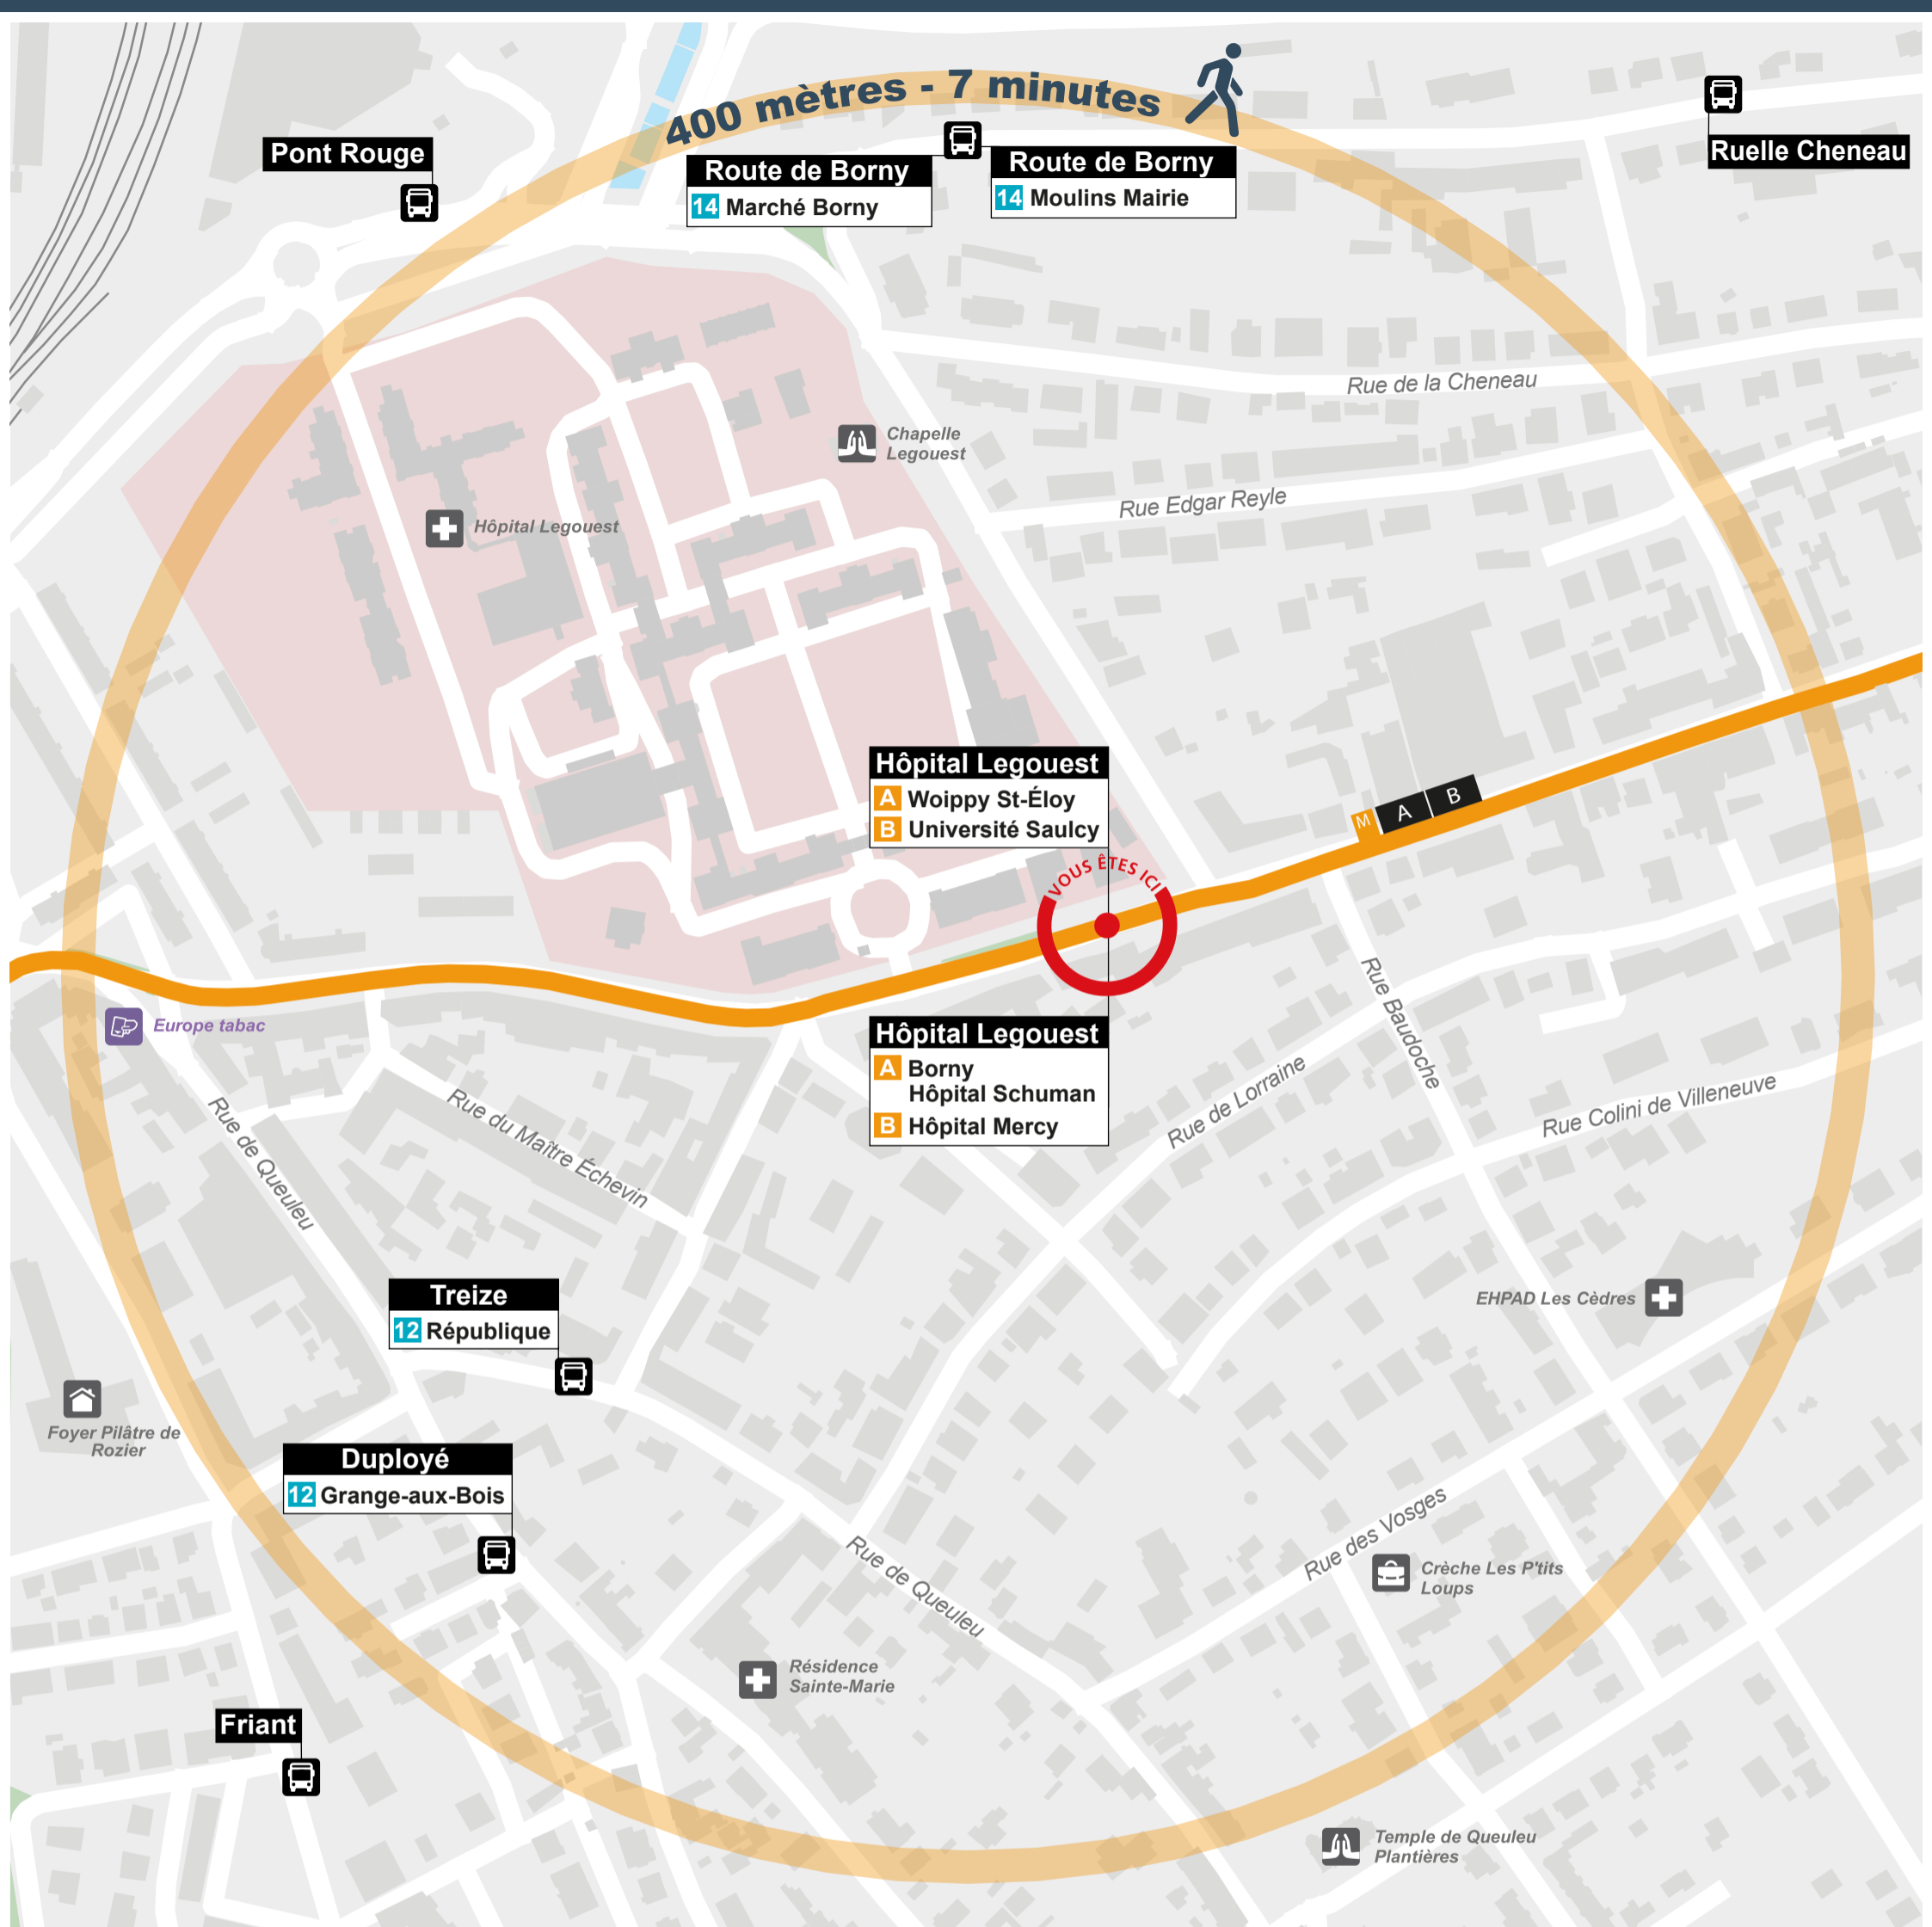 400 mètres - 7 minutes
Pont Rouge
Route de Borny
14 Marché Borny
Route de Borny
14 Moulins Mairie
Ruelle Cheneau
Rue de la Cheneau
Chapelle
Legouest
Rue Edgar Reyle
Hôpital Legouest
Hôpital Legouest
A Woippy St-Éloy
B Université Saulcy
M A B
VOUS ÊTES ICI
Europe tabac
Hôpital Legouest
A Borny
Hôpital Schuman
B Hôpital Mercy
Rue Baudoche
Rue de Lorraine
Rue Colini de Villeneuve
Rue de Queuleu
Rue du Maître Échevin
Treize
12 République
EHPAD Les Cèdres
Foyer Pilâtre de
Rozier
Duployé
12 Grange-aux-Bois
Rue de Queuleu
Rue des Vosges
Crèche Les P'tits
Loups
Résidence
Sainte-Marie
Friant
Temple de Queuleu
Plantières